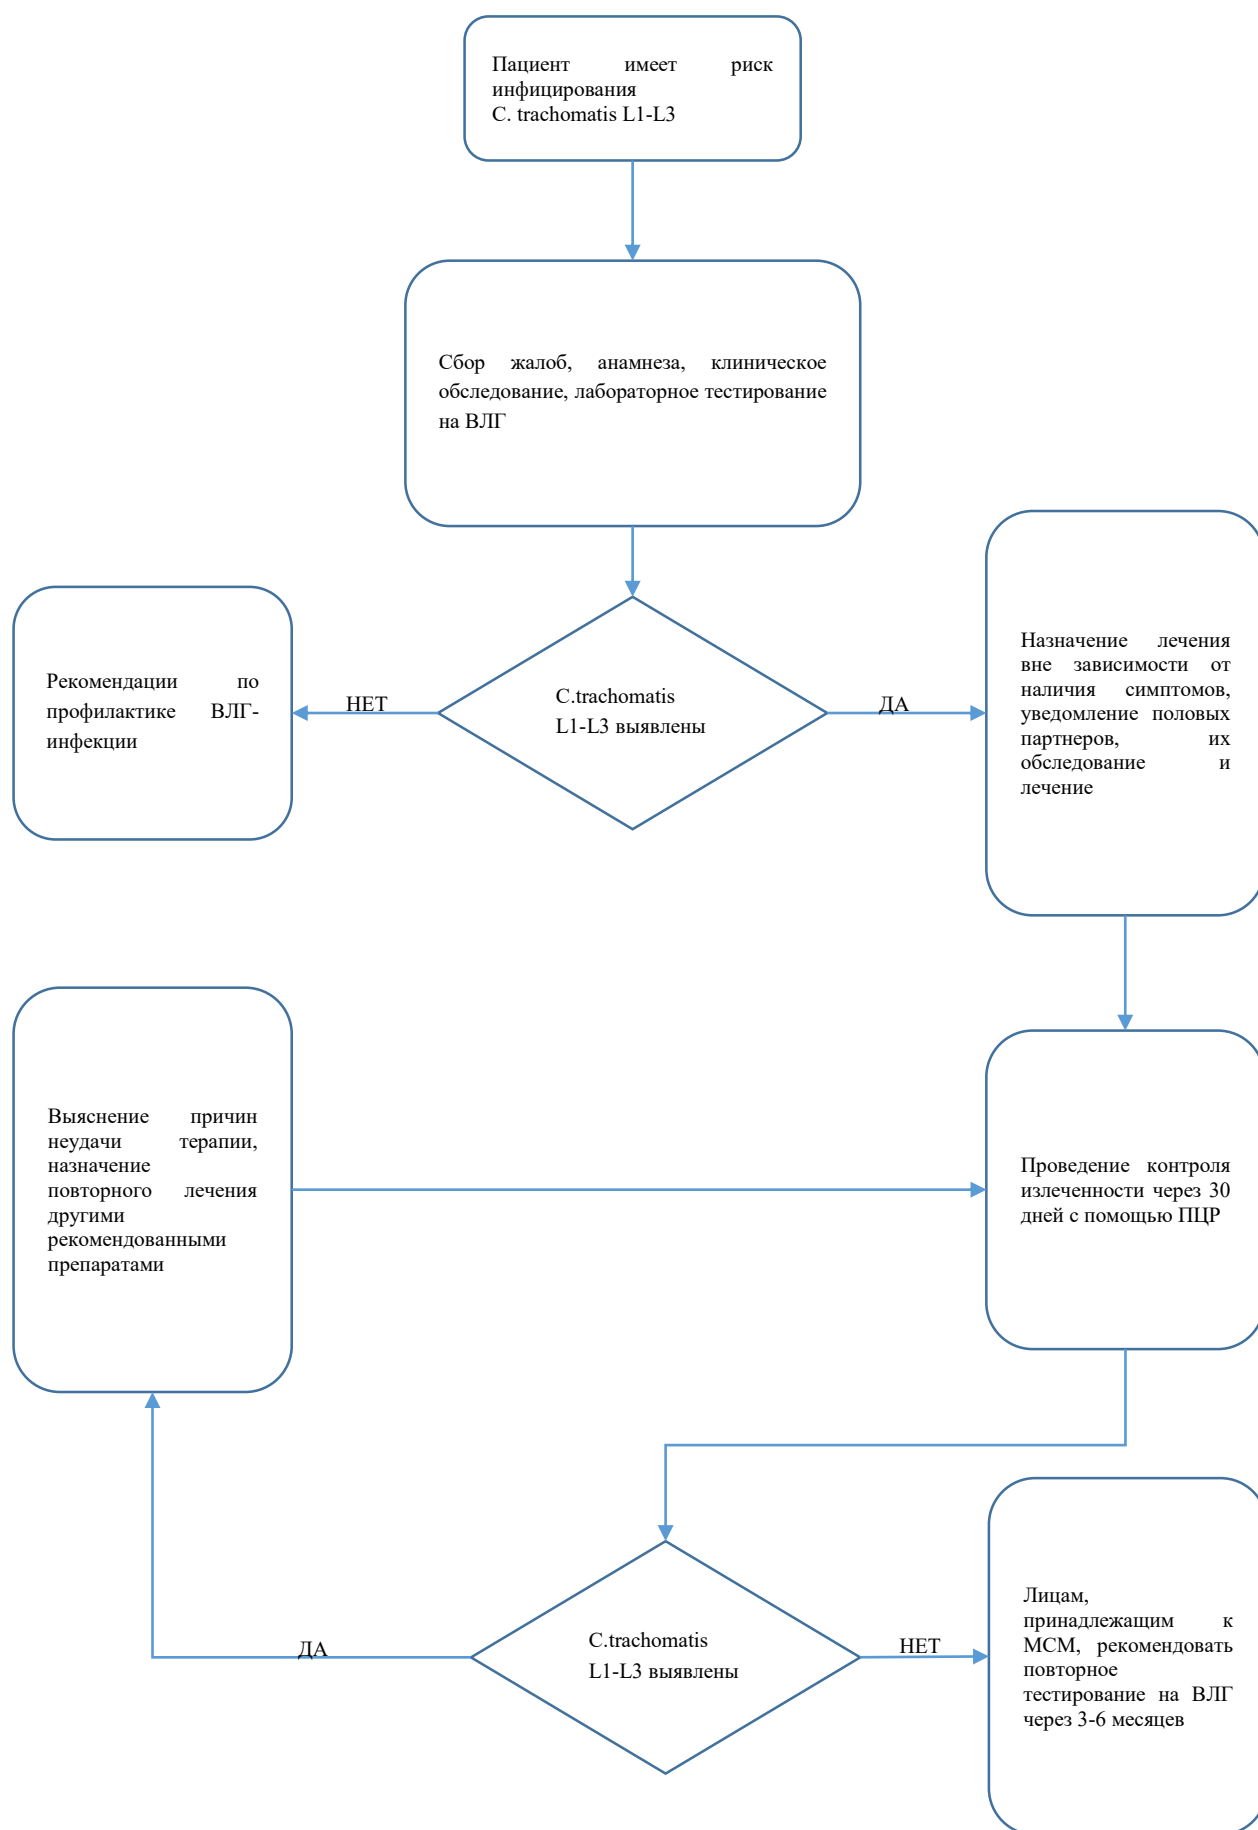 Пациент имеет риск
инфицирования
C. trachomatis L1-L3
Сбор жалоб, анамнеза, клиническое
обследование, лабораторное тестирование
на ВЛГ
Рекомендации по
профилактике ВЛГ-
инфекции
НЕТ
C.trachomatis
L1-L3 выявлены
ДА
Назначение лечения
вне зависимости от
наличия симптомов,
уведомление половых
партнеров, их
обследование и
лечение
Выяснение причин
неудачи терапии,
назначение
повторного лечения
другими
рекомендованными
препаратами
Проведение контроля
излеченности через 30
дней с помощью ПЦР
ДА
C.trachomatis
L1-L3 выявлены
НЕТ
Лицам,
принадлежащим к
МСМ, рекомендовать
повторное
тестирование на ВЛГ
через 3-6 месяцев